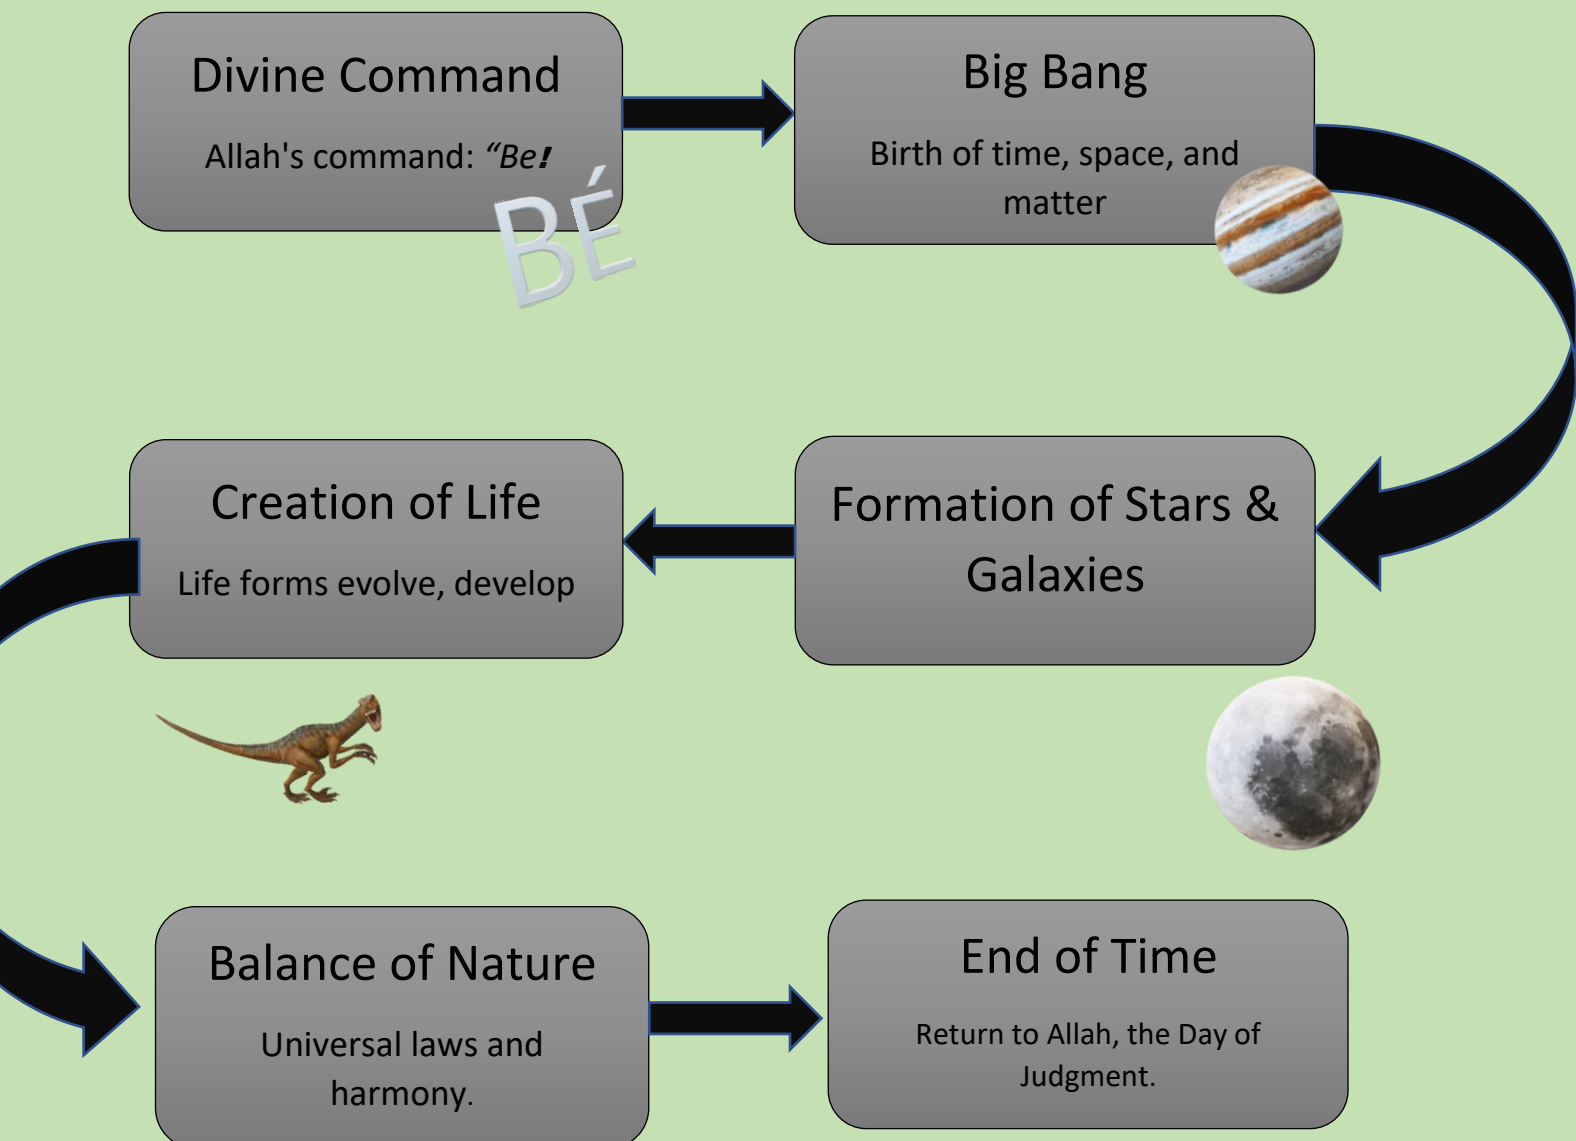 Divine Command
Allah's command: “Be!
BÉ
Big Bang
Birth of time, space, and
matter
Formation of Stars &
Galaxies
Creation of Life
Life forms evolve, develop
Balance of Nature
Universal laws and
harmony.
End of Time
Return to Allah, the Day of
Judgment.